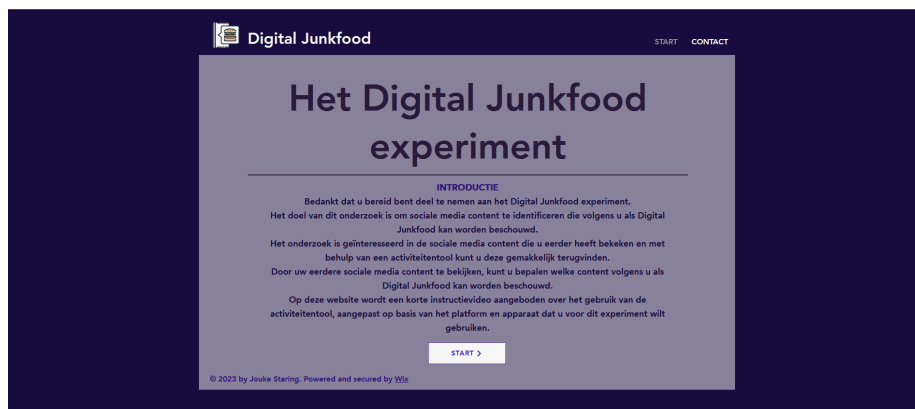 Digital Junkfood
START CONTACT
Het Digital Junkfood
experiment
INTRODUCTIE
Bedankt dat u bereid bent deel te nemen aan het Digital Junkfood experiment.
Het doel van dit onderzoek is om sociale media content te identificeren die volgens u als Digital
Junkfood kan worden beschouwd.
Het onderzoek is geïnteresseerd in de sociale media content die u eerder heeft bekeken en met
behulp van een activiteitentool kunt u deze gemakkelijk terugvinden.
Door uw eerdere sociale media content te bekijken, kunt u bepalen welke content volgens u als
Digital Junkfood kan worden beschouwd.
Op deze website wordt een korte instructievideo aangeboden over het gebruik van de
activiteitentool, aangepast op basis van het platform en apparaat dat u voor dit experiment wilt
gebruiken.
START >
© 2023 by Jouke Staring. Powered and secured by Wix